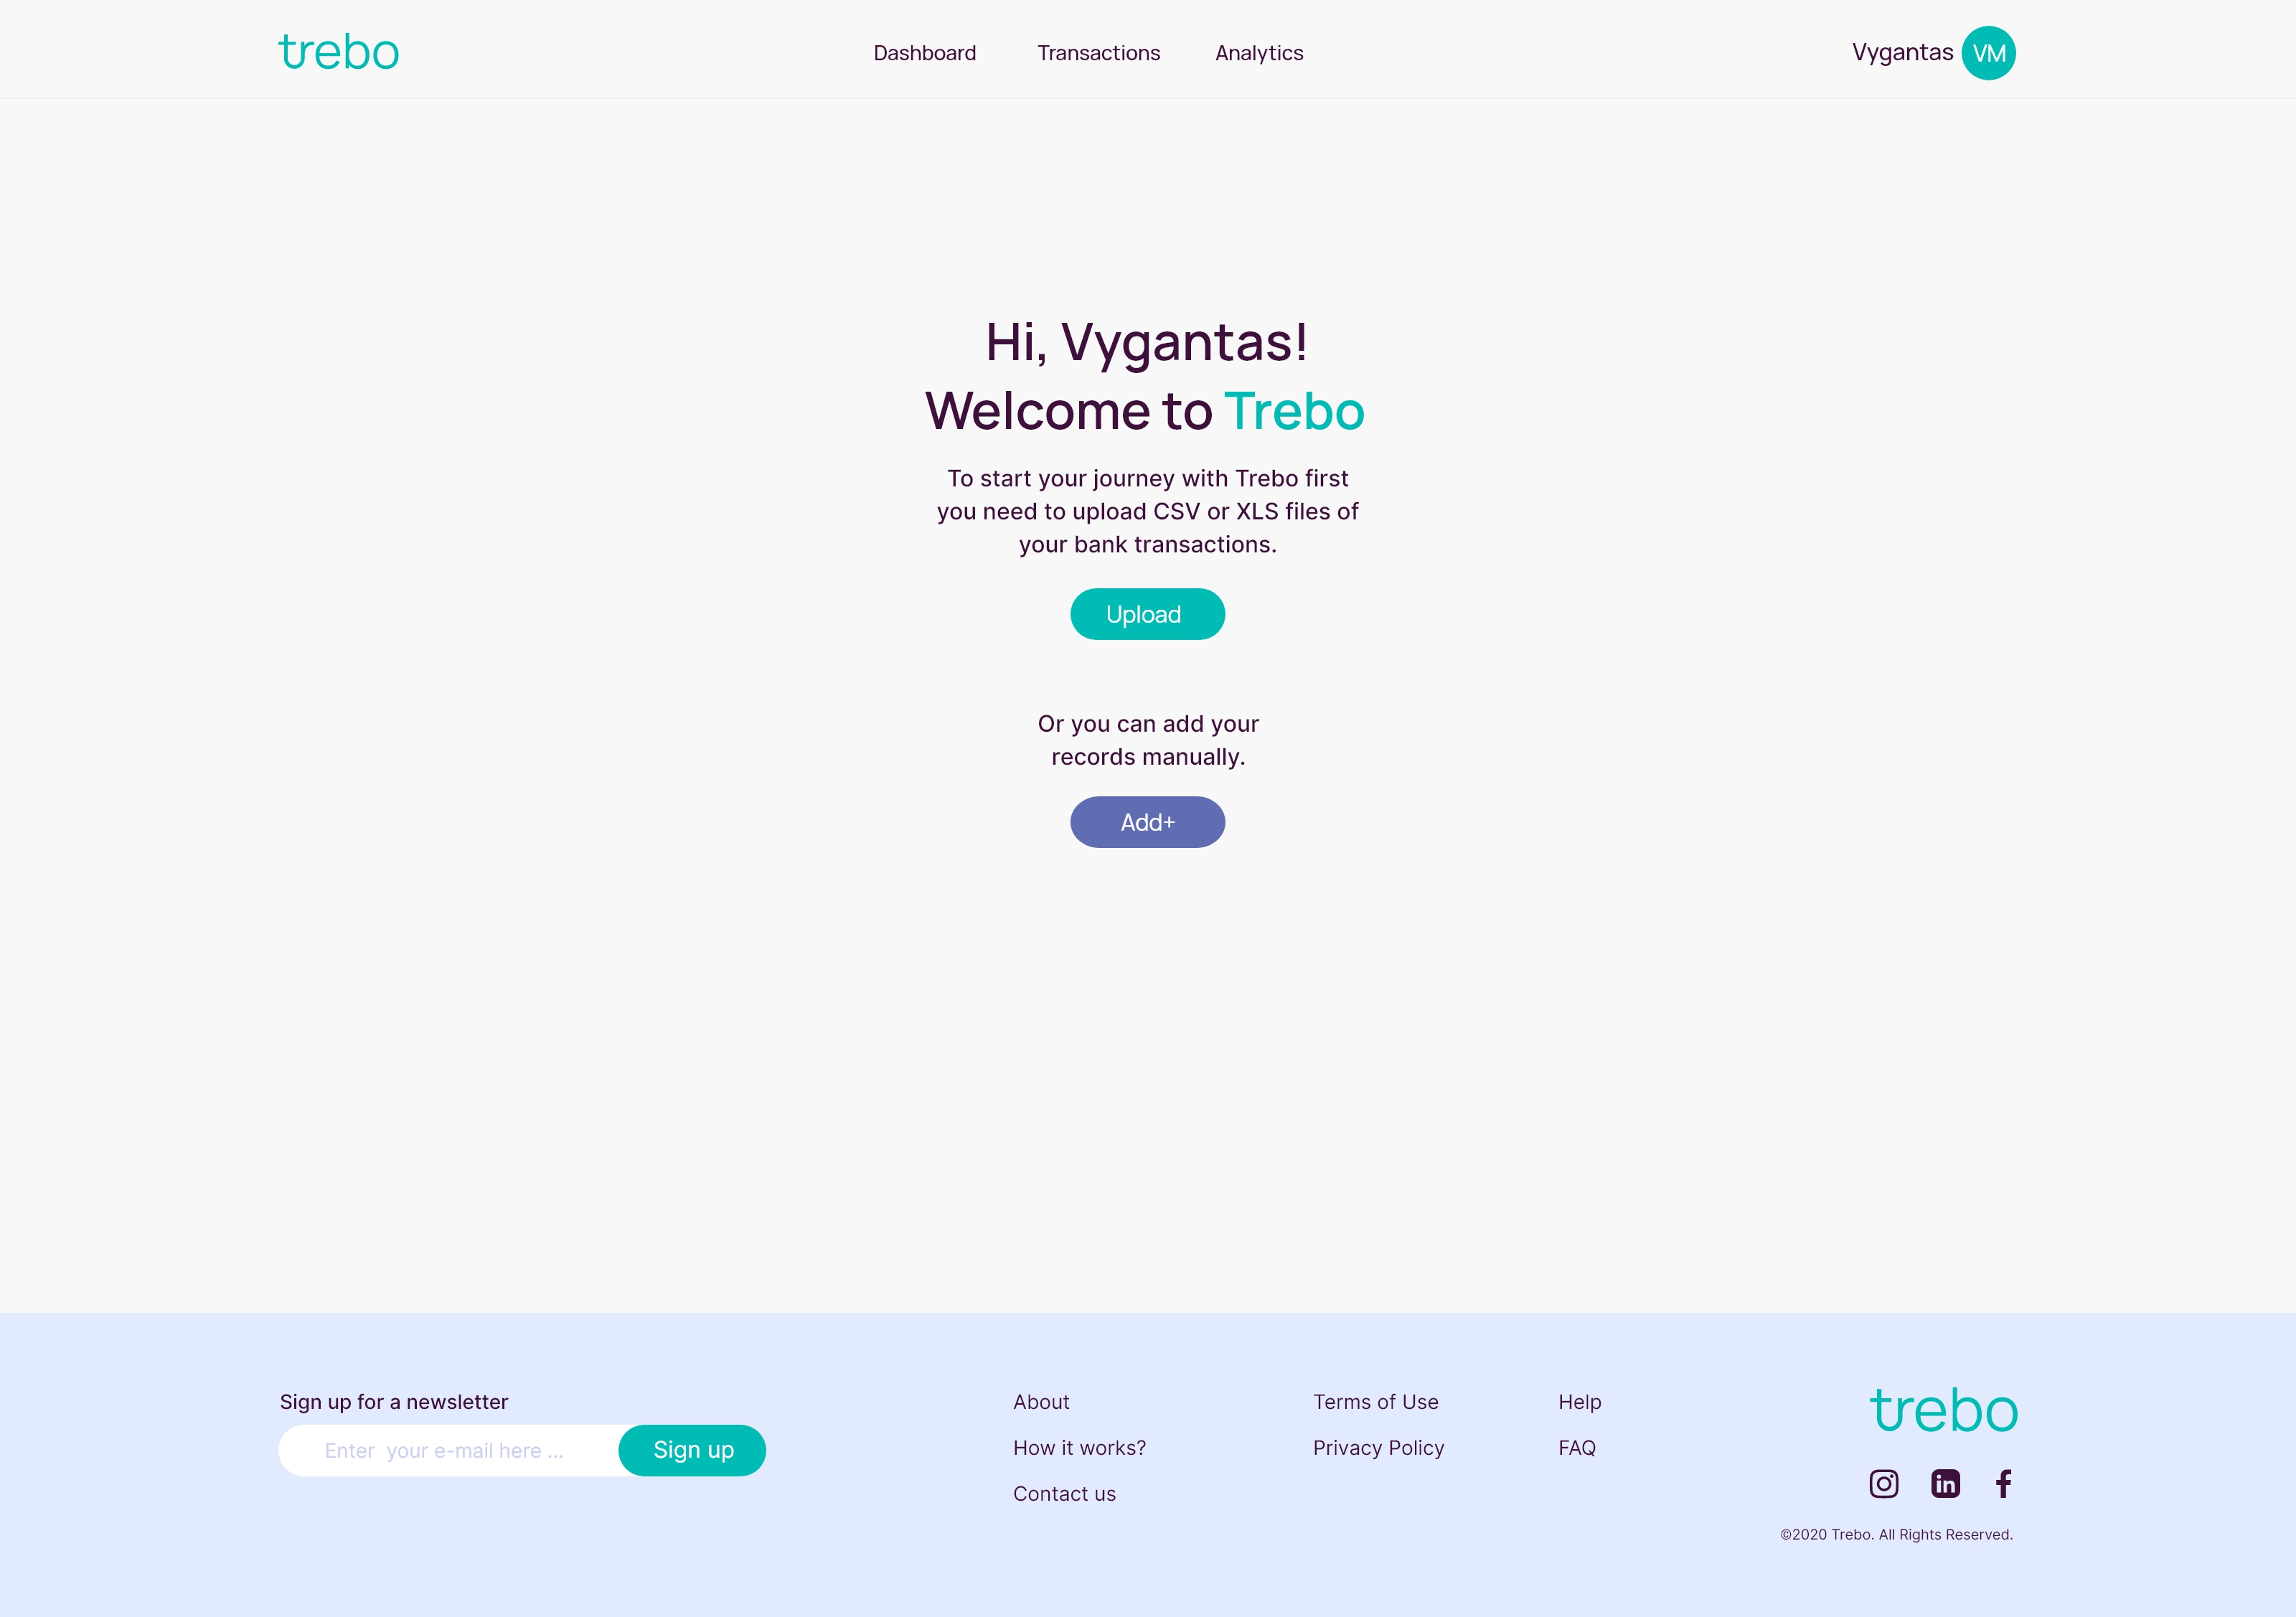 trebo
Dashboard Transactions Analytics
Vygantas VM
Hi, Vygantas!
Welcome to Trebo
To start your journey with Trebo first
you need to upload CSV or XLS files of
your bank transactions.
Upload
Or you can add your
records manually.
Add+
Sign up for a newsletter
Enter  your e-mail here ...
Sign up
About
How it works?
Contact us
Terms of Use
Privacy Policy
Help
FAQ
trebo
in
f
©2020 Trebo. All Rights Reserved.